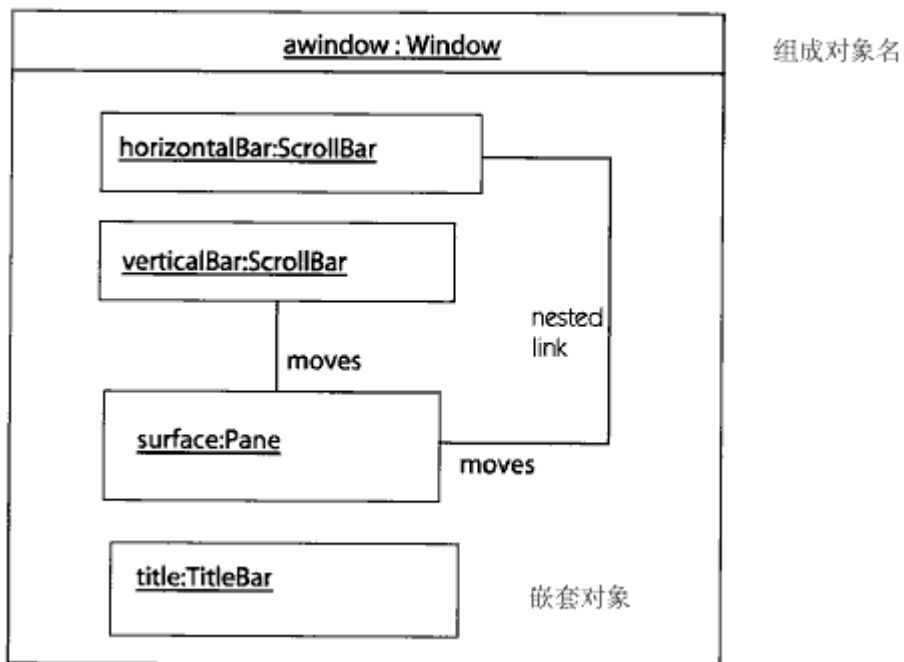 awindow : Window
组成对象名
horizontalBar:ScrollBar
verticalBar:ScrollBar
nested
link
moves
surface:Pane
moves
title:TitleBar
嵌套对象